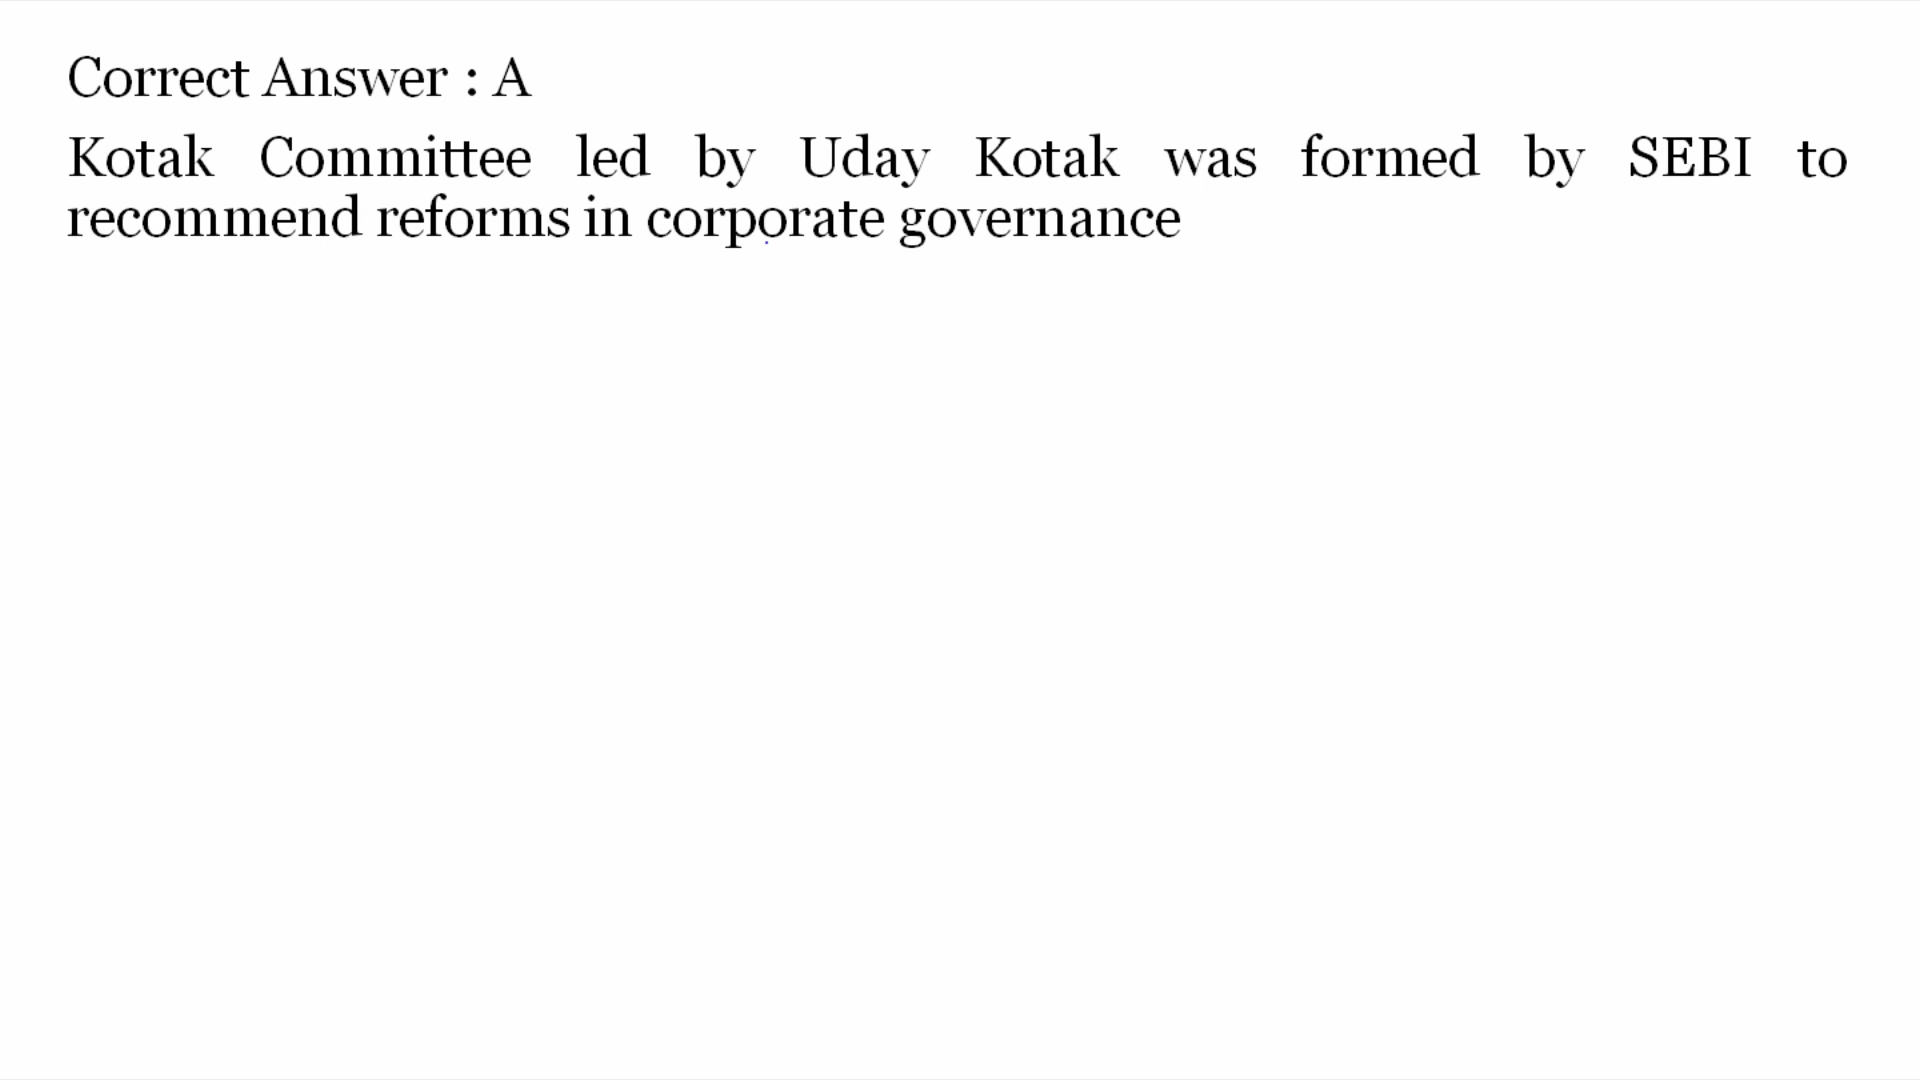 Correct Answer : A
Kotak Committee led by Uday Kotak was formed by SEBI to
recommend reforms in corporate governance